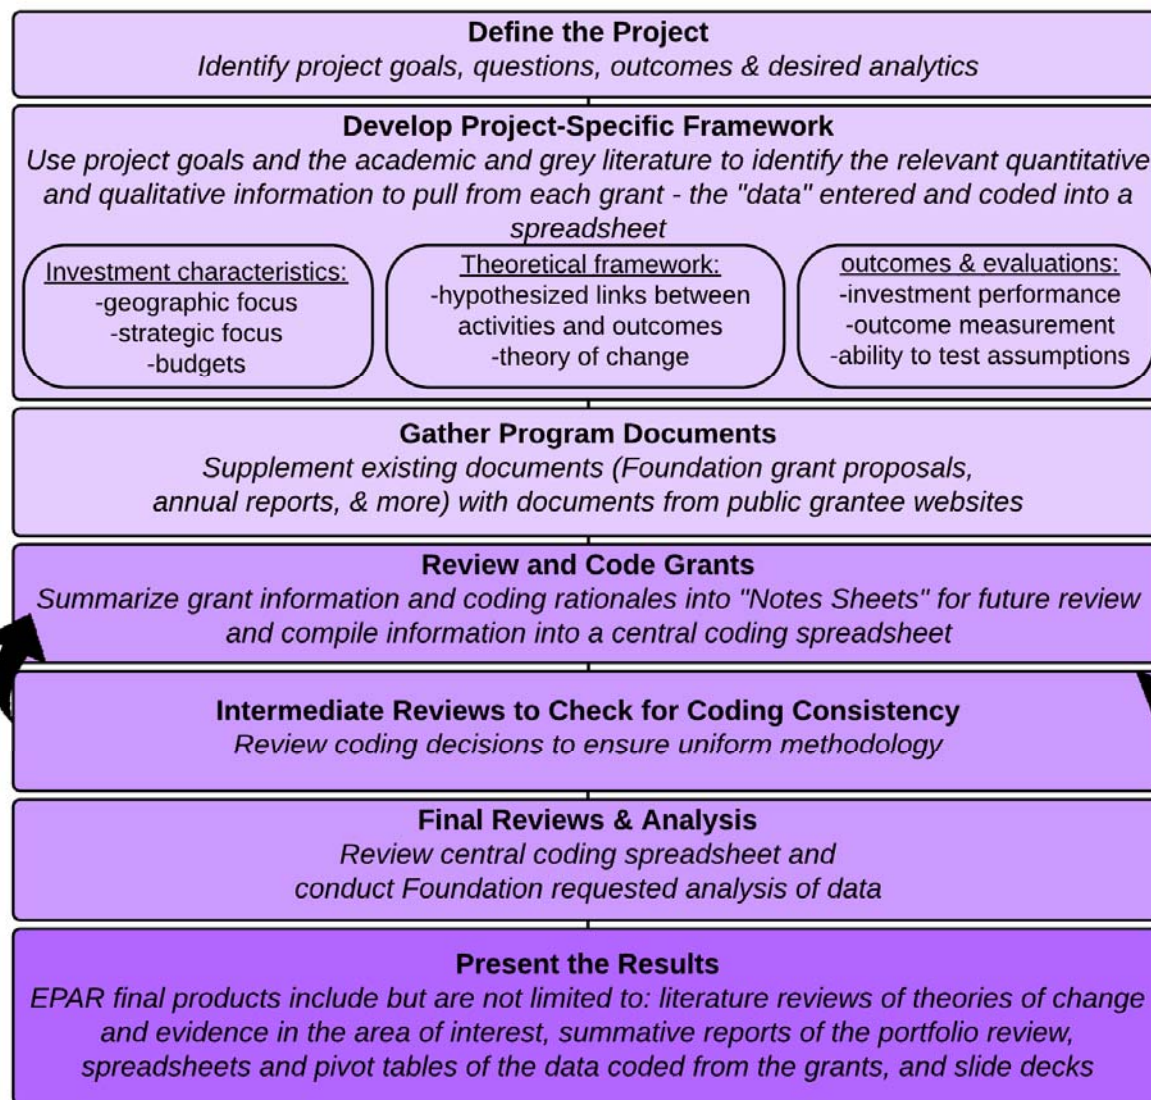 Define the Project
Identify project goals, questions, outcomes & desired analytics
Develop Project-Specific Framework
Use project goals and the academic and grey literature to identify the relevant quantitative
and qualitative information to pull from each grant - the "data" entered and coded into a
spreadsheet
Investment characteristics:
-geographic focus
-strategic focus
-budgets
Theoretical framework:
-hypothesized links between
activities and outcomes
-theory of change
outcomes & evaluations:
-investment performance
-outcome measurement
-ability to test assumptions
Gather Program Documents
Supplement existing documents (Foundation grant proposals,
annual reports, & more) with documents from public grantee websites
Review and Code Grants
Summarize grant information and coding rationales into "Notes Sheets" for future review
and compile information into a central coding spreadsheet
Intermediate Reviews to Check for Coding Consistency
Review coding decisions to ensure uniform methodology
Final Reviews & Analysis
Review central coding spreadsheet and
conduct Foundation requested analysis of data
Present the Results
EPAR final products include but are not limited to: literature reviews of theories of change
and evidence in the area of interest, summative reports of the portfolio review,
spreadsheets and pivot tables of the data coded from the grants, and slide decks